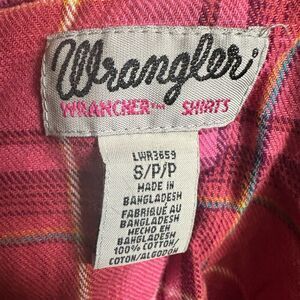 Wrangler®
WRANCHER™ SHIRTS
LWR3659
S/P/P
MADE IN
BANGLADESH
FABRIQUÉ AU
BANGLADESH
HECHO EN
BANGLADESH
100% COTTON/
COTON/ALGODON